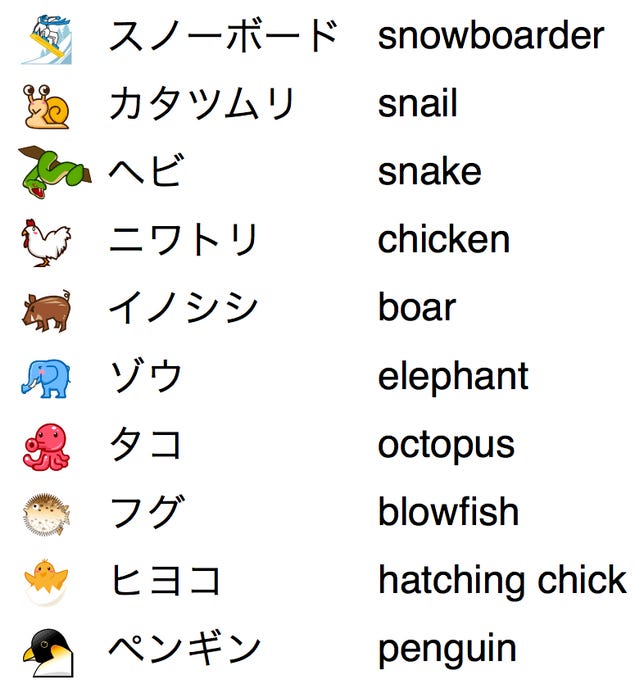 スノーボード snowboarder
カタツムリ snail
ヘビ snake
ニワトリ chicken
イノシシ boar
ゾウ elephant
タコ octopus
フグ blowfish
ヒヨコ hatching chick
ペンギン penguin